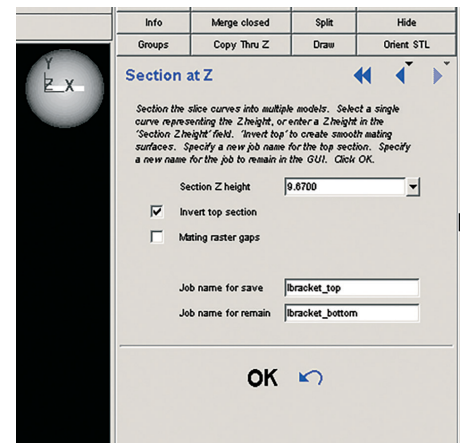 Info Merge closed Split Hide
Groups Copy Thru Z Draw Orient STL
Y
Z X
Section at Z
Section the slice curves into multiple models. Select a single
curve representing the Z height, or enter a Z height in the
'Section Z height' field. 'Invert top' to create smooth mating
surfaces. Specify a new job name for the top section. Specify
a new name for the job to remain in the GUI. Click OK.
Section Z height 9.6700
Invert top section
Mating raster gaps
Job name for save lbracket_top
Job name for remain lbracket_bottom
OK